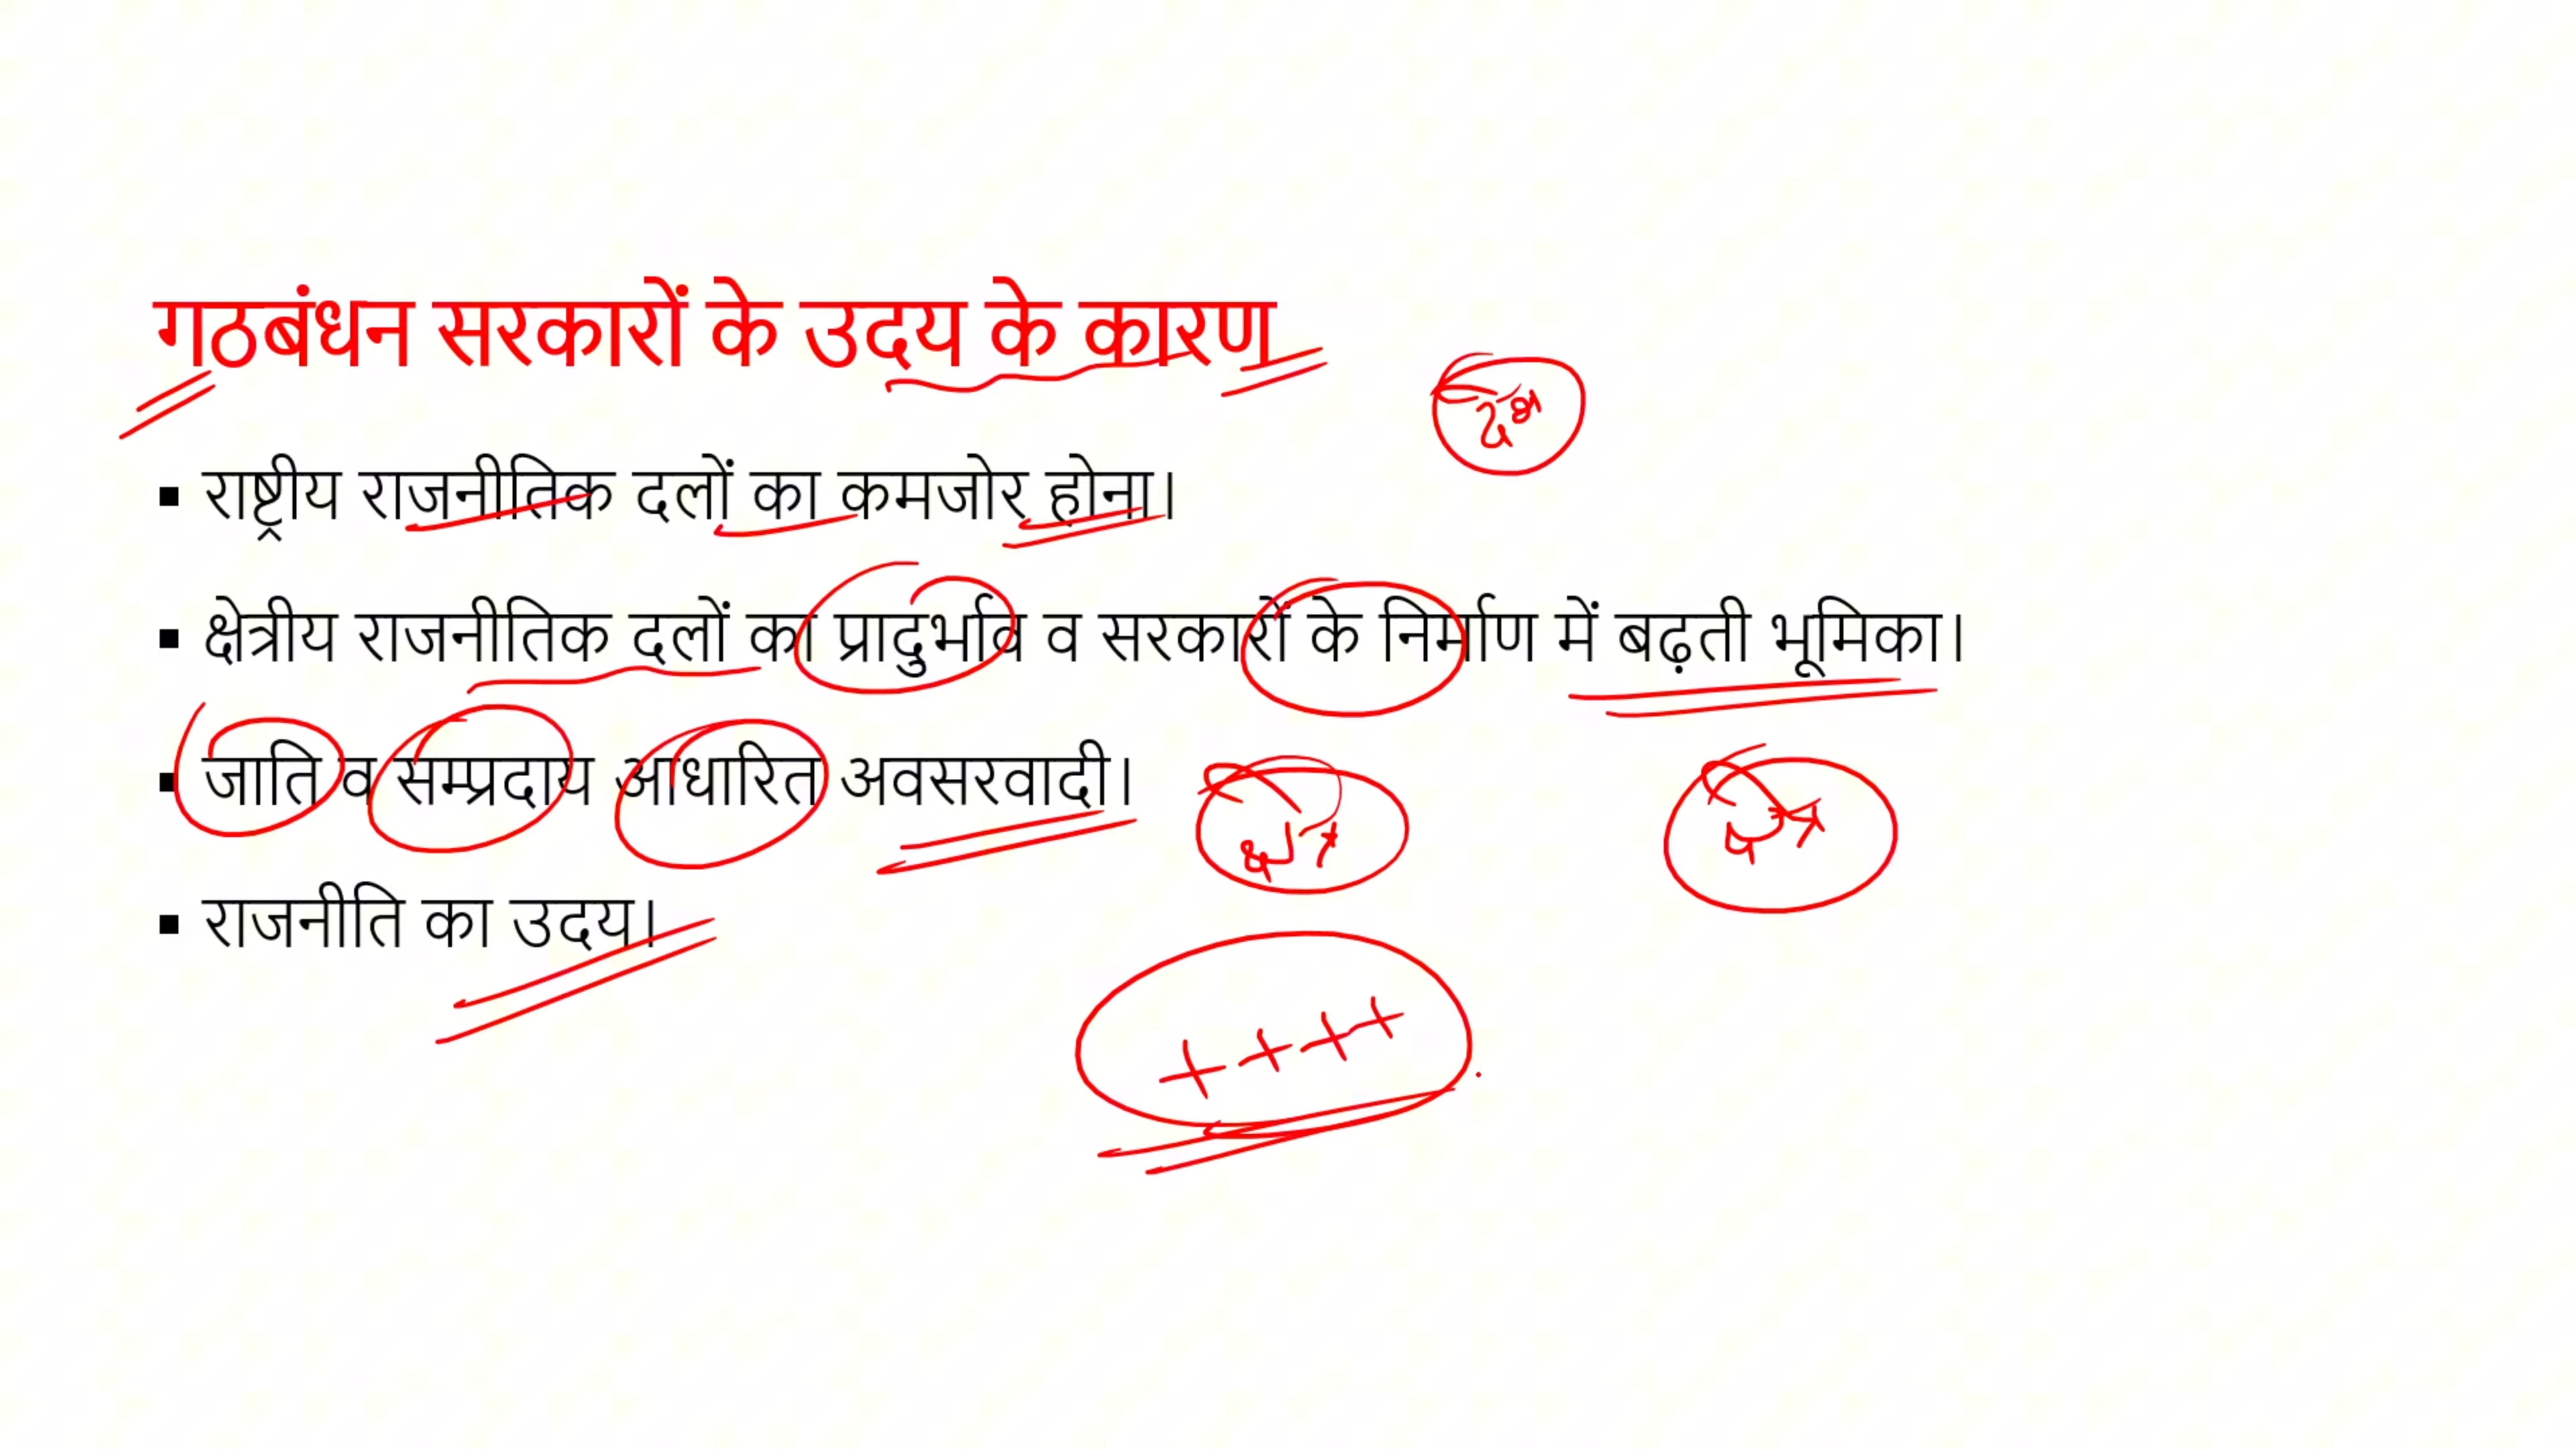 गठबंधन सरकारों के उदय के कारण
देश
▪ राष्ट्रीय राजनीतिक दलों का कमजोर होना।
▪ क्षेत्रीय राजनीतिक दलों का प्रादुर्भाव व सरकारों के निर्माण में बढ़ती भूमिका।
▪ जाति व सम्प्रदाय आधारित अवसरवादी।
▪ राजनीति का उदय।
++++